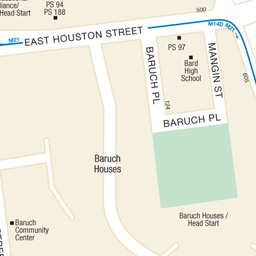 PS 94
PS 188
liance/
Head Start
500
M14D M21
M21
EAST HOUSTON STREET
BARUCH PL
PS 97
MANGIN ST
Bard
High
School
605
124
BARUCH PL
Baruch
Houses
Baruch Houses /
Head Start
Baruch
Community
Center